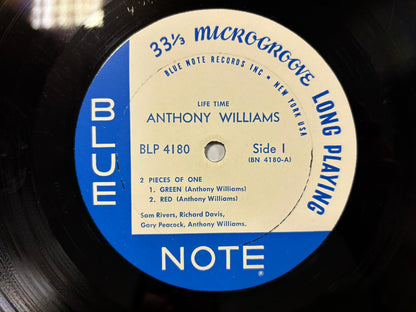 33⅓ MICROGROOVE LONG PLAYING
BLUE NOTE RECORDS INC • NEW YORK USA
LIFE TIME
ANTHONY WILLIAMS
BLP 4180 Side 1
(BN 4180-A)
2 PIECES OF ONE
1. GREEN (Anthony Williams)
2. RED (Anthony Williams)
Sam Rivers, Richard Davis,
Gary Peacock, Anthony Williams.
BLUE
NOTE®